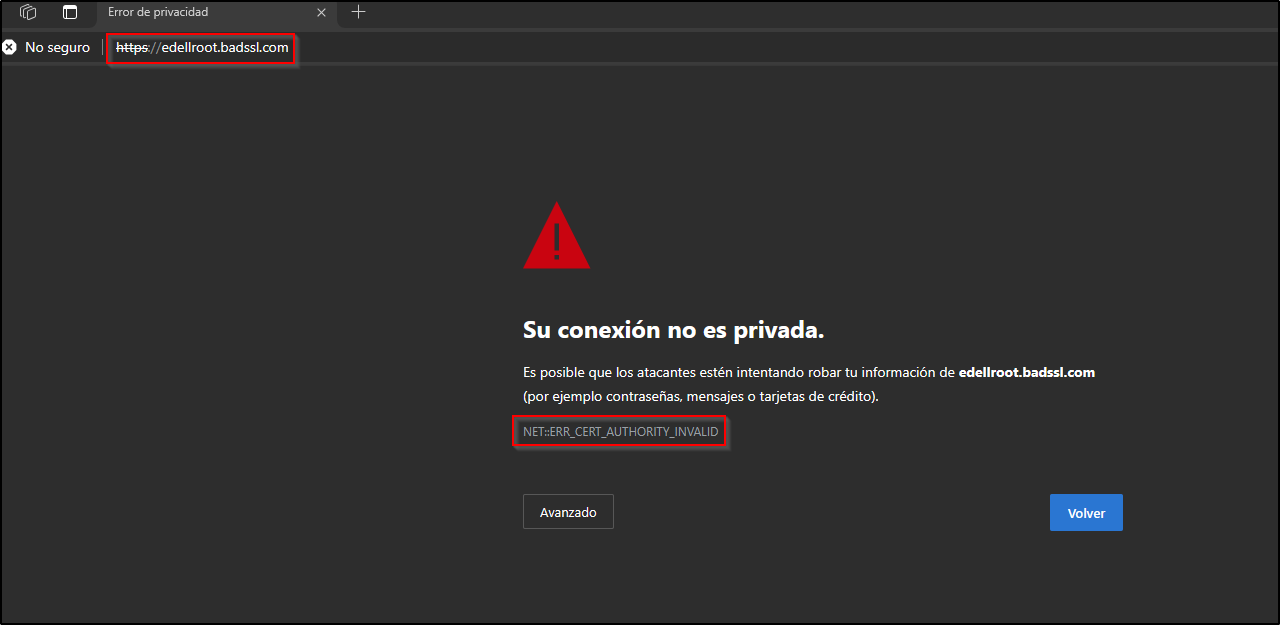 Error de privacidad
No seguro https://edellroot.badssl.com
Su conexión no es privada.
Es posible que los atacantes estén intentando robar tu información de edellroot.badssl.com
(por ejemplo contraseñas, mensajes o tarjetas de crédito).
NET::ERR_CERT_AUTHORITY_INVALID
Avanzado Volver